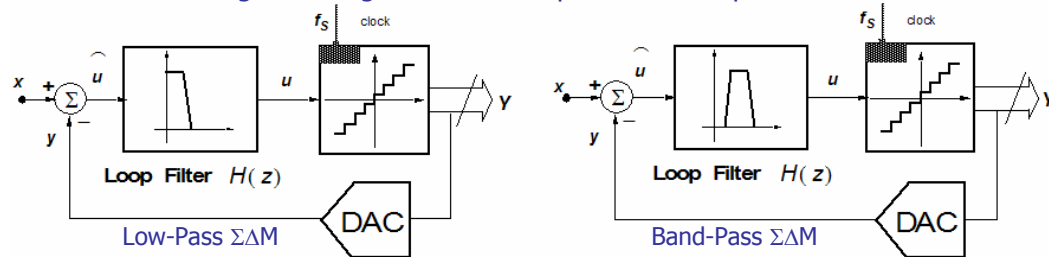 f_S clock
x + Σ û u Y
y −
Loop Filter H(z)
DAC
Low-Pass ΣΔM
f_S clock
x + Σ û u Y
y −
Loop Filter H(z)
DAC
Band-Pass ΣΔM